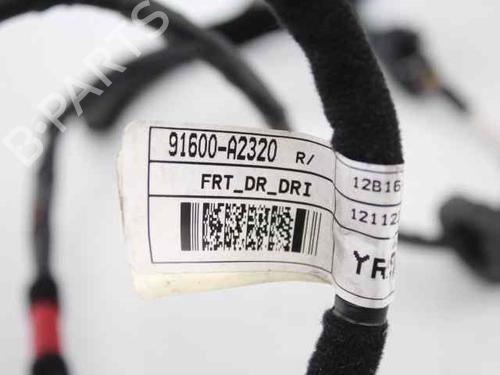 B-PARTS
91600-A2320 R/
FRT_DR_DRI
12B16
12112
YR